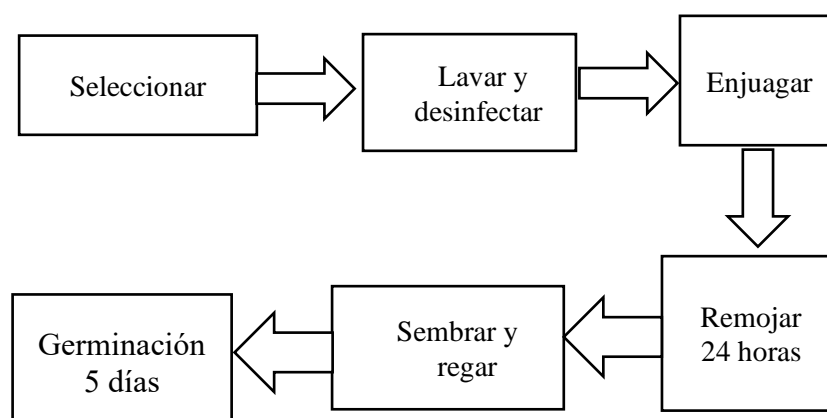 Seleccionar
Lavar y
desinfectar
Enjuagar
Remojar
24 horas
Sembrar y
regar
Germinación
5 días